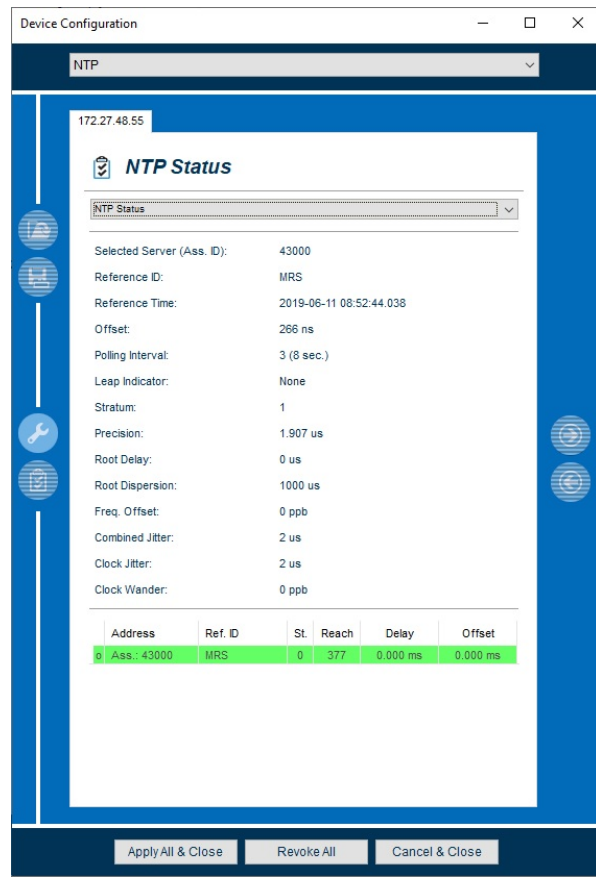 Device Configuration
NTP
172.27.48.55
NTP Status
NTP Status
Selected Server (Ass. ID): 43000
Reference ID: MRS
Reference Time: 2019-06-11 08:52:44.038
Offset: 266 ns
Polling Interval: 3 (8 sec.)
Leap Indicator: None
Stratum: 1
Precision: 1.907 us
Root Delay: 0 us
Root Dispersion: 1000 us
Freq. Offset: 0 ppb
Combined Jitter: 2 us
Clock Jitter: 2 us
Clock Wander: 0 ppb
Address Ref. ID St. Reach Delay Offset
o Ass.: 43000 MRS 0 377 0.000 ms 0.000 ms
Apply All & Close Revoke All Cancel & Close